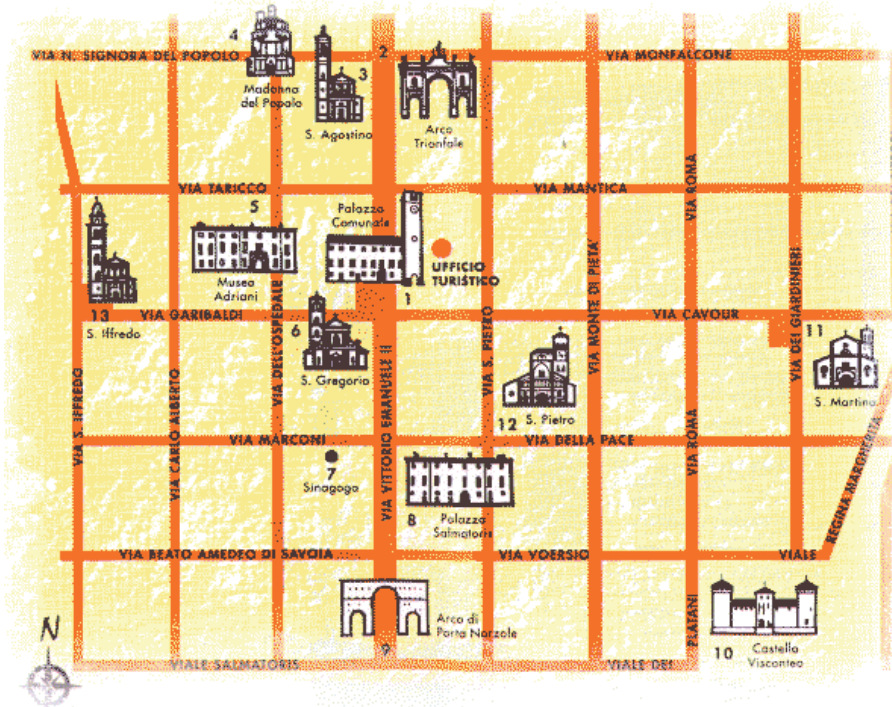 4
2
VIA N. SIGNORA DEL POPOLO
VIA MONFALCONE
3
Madonna
del Popolo
S. Agostino
Arco
Trionfale
VIA TARICCO
VIA MANTICA
VIA ROMA
5
Palazzo
Comunale
UFFICIO
TURISTICO
Museo
Adriani
1
13
S. Iffredo
VIA GARIBALDI
VIA CAVOUR
6
S. Gregorio
VIA DELL'OSPEDALE
VIA S. PIETRO
VIA MONTE DI PIETA'
VIA DEI GIARDINIERI
11
S. Martino
12
S. Pietro
VIA S. IFFREDO
VIA CARLO ALBERTO
VIA VITTORIO EMANUELE II
VIA MARCONI
VIA DELLA PACE
VIA ROMA
7
Sinagoga
8
Palazzo
Salmatoris
REGINA MARGHERITA
VIA BEATO AMEDEO DI SAVOIA
VIA VOERSIO
VIALE
Arco di
Porta Narzole
9
PLATANI
10
Castello
Visconteo
N
VIALE SALMATORIS
VIALE DEI